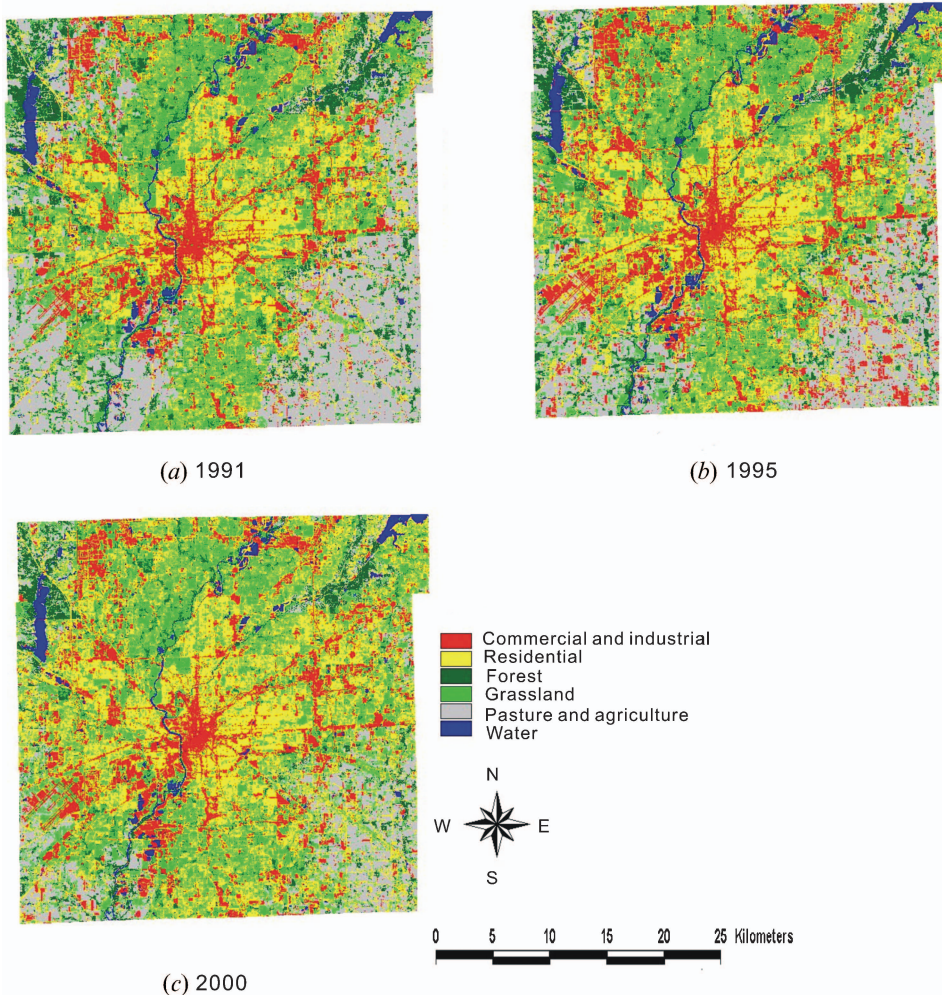 (a) 1991
(b) 1995
Commercial and industrial
Residential
Forest
Grassland
Pasture and agriculture
Water
N
W E
S
0 5 10 15 20 25 Kilometers
(c) 2000